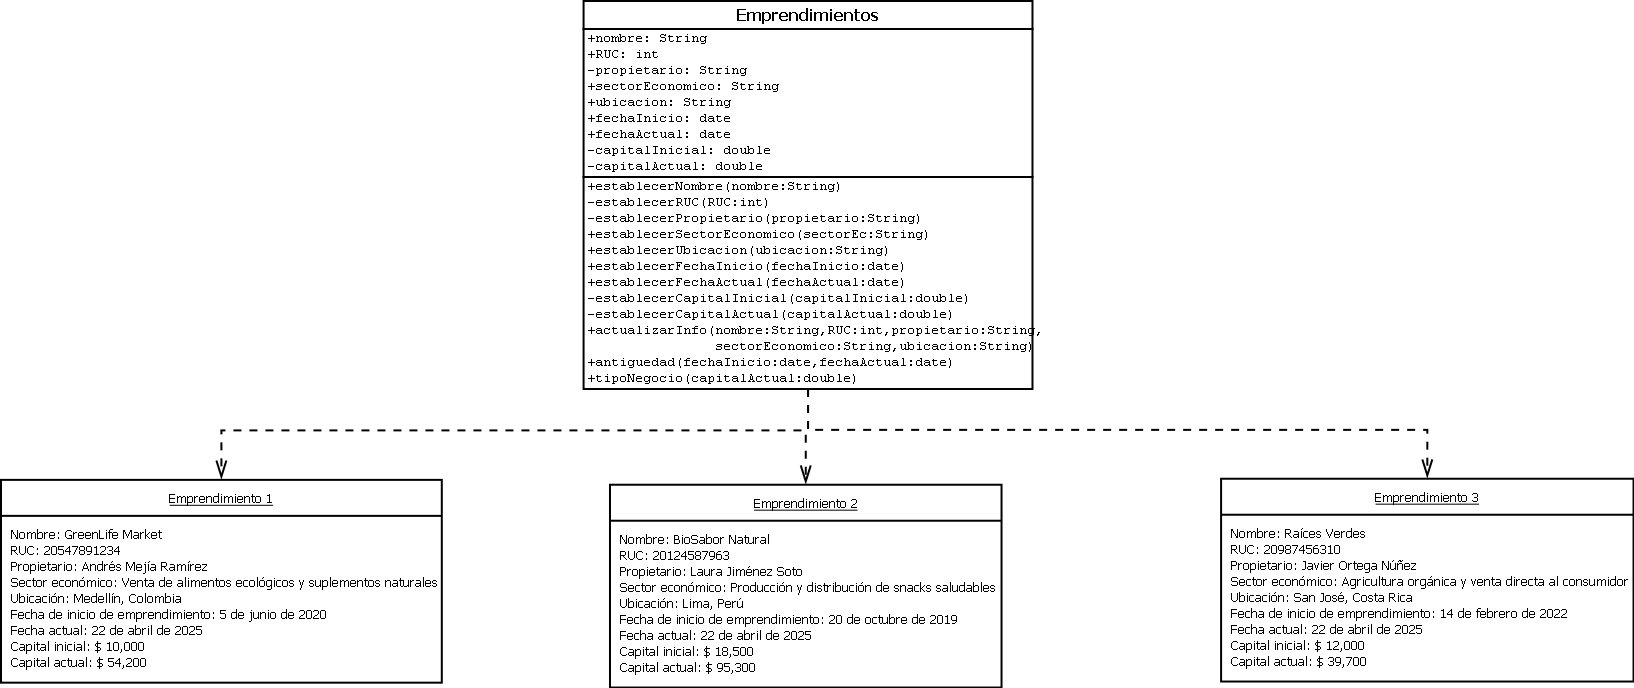 Emprendimientos
+nombre: String
+RUC: int
-propietario: String
+sectorEconomico: String
+ubicacion: String
+fechaInicio: date
+fechaActual: date
-capitalInicial: double
-capitalActual: double
+establecerNombre(nombre:String)
-establecerRUC(RUC:int)
-establecerPropietario(propietario:String)
+establecerSectorEconomico(sectorEc:String)
+establecerUbicacion(ubicacion:String)
+establecerFechaInicio(fechaInicio:date)
+establecerFechaActual(fechaActual:date)
-establecerCapitalInicial(capitalInicial:double)
-establecerCapitalActual(capitalActual:double)
+actualizarInfo(nombre:String,RUC:int,propietario:String,
sectorEconomico:String,ubicacion:String)
+antiguedad(fechaInicio:date,fechaActual:date)
+tipoNegocio(capitalActual:double)
Emprendimiento 1
Nombre: GreenLife Market
RUC: 20547891234
Propietario: Andrés Mejía Ramírez
Sector económico: Venta de alimentos ecológicos y suplementos naturales
Ubicación: Medellín, Colombia
Fecha de inicio de emprendimiento: 5 de junio de 2020
Fecha actual: 22 de abril de 2025
Capital inicial: $ 10,000
Capital actual: $ 54,200
Emprendimiento 2
Nombre: BioSabor Natural
RUC: 20124587963
Propietario: Laura Jiménez Soto
Sector económico: Producción y distribución de snacks saludables
Ubicación: Lima, Perú
Fecha de inicio de emprendimiento: 20 de octubre de 2019
Fecha actual: 22 de abril de 2025
Capital inicial: $ 18,500
Capital actual: $ 95,300
Emprendimiento 3
Nombre: Raíces Verdes
RUC: 20987456310
Propietario: Javier Ortega Núñez
Sector económico: Agricultura orgánica y venta directa al consumidor
Ubicación: San José, Costa Rica
Fecha de inicio de emprendimiento: 14 de febrero de 2022
Fecha actual: 22 de abril de 2025
Capital inicial: $ 12,000
Capital actual: $ 39,700